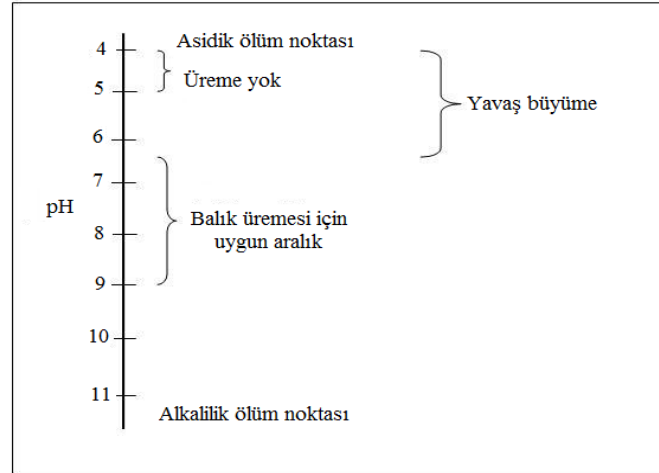 4
Asidik ölüm noktası
Üreme yok
5
Yavaş büyüme
6
7
pH
Balık üremesi için
uygun aralık
8
9
10
11
Alkalilik ölüm noktası